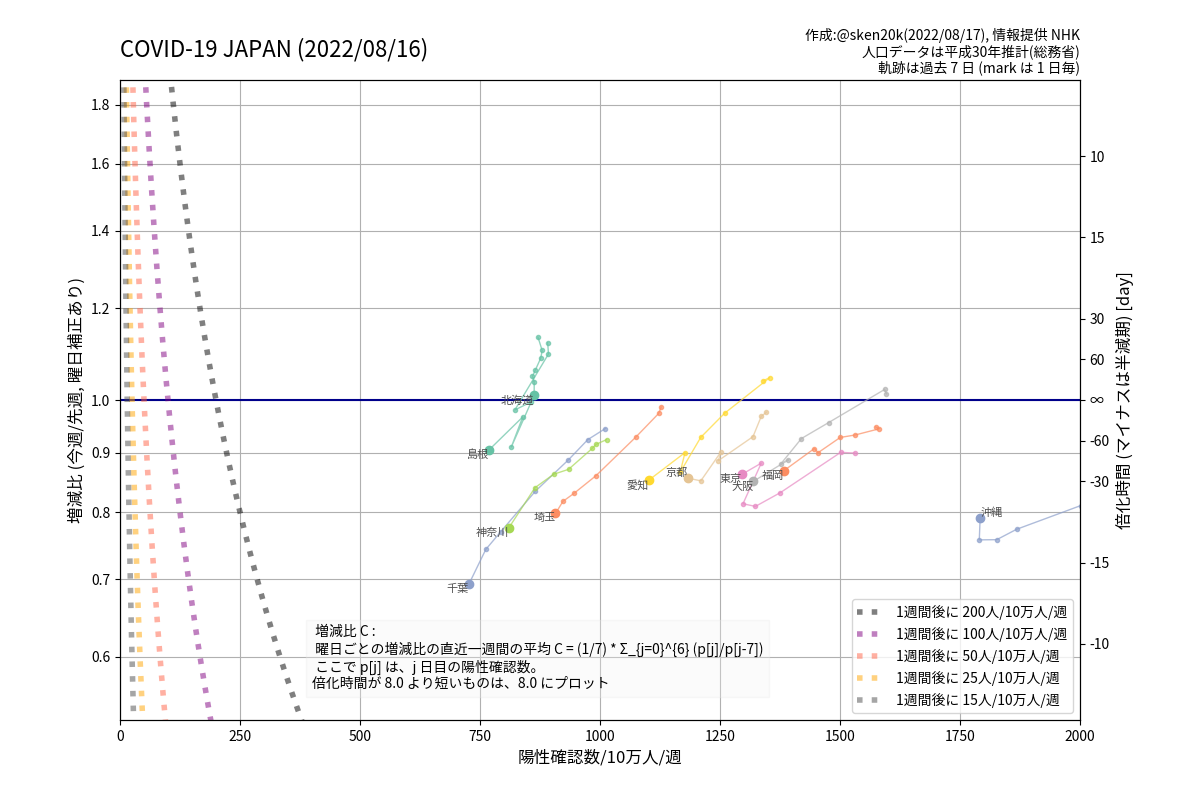 COVID-19 JAPAN (2022/08/16)
作成:@sken20k(2022/08/17), 情報提供 NHK
人口データは平成30年推計(総務省)
軌跡は過去 7 日 (mark は 1 日毎)
増減比 (今週/先週, 曜日補正あり)
1.8
1.6
1.4
1.2
1.0
0.9
0.8
0.7
0.6
10
15
30
60
∞
-60
-30
-15
-10
倍化時間 (マイナスは半減期) [day]
北海道
島根
京都
愛知
東京
大阪
福岡
埼玉
沖縄
神奈川
千葉
増減比 C :
曜日ごとの増減比の直近一週間の平均 C = (1/7) * Σ_{j=0}^{6} (p[j]/p[j-7])
ここで p[j] は、j 日目の陽性確認数。
倍化時間が 8.0 より短いものは、8.0 にプロット
1週間後に 200人/10万人/週
1週間後に 100人/10万人/週
1週間後に 50人/10万人/週
1週間後に 25人/10万人/週
1週間後に 15人/10万人/週
0
250
500
750
1000
1250
1500
1750
2000
陽性確認数/10万人/週